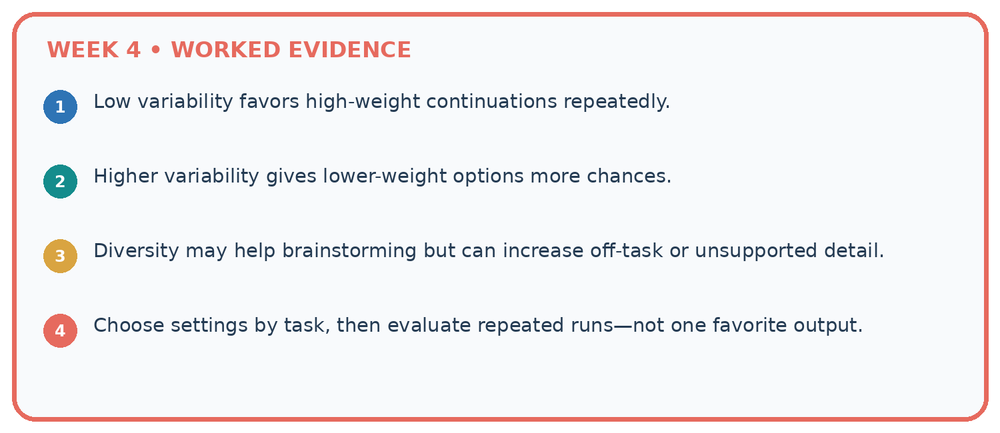 WEEK 4 • WORKED EVIDENCE
1 Low variability favors high-weight continuations repeatedly.
2 Higher variability gives lower-weight options more chances.
3 Diversity may help brainstorming but can increase off-task or unsupported detail.
4 Choose settings by task, then evaluate repeated runs—not one favorite output.